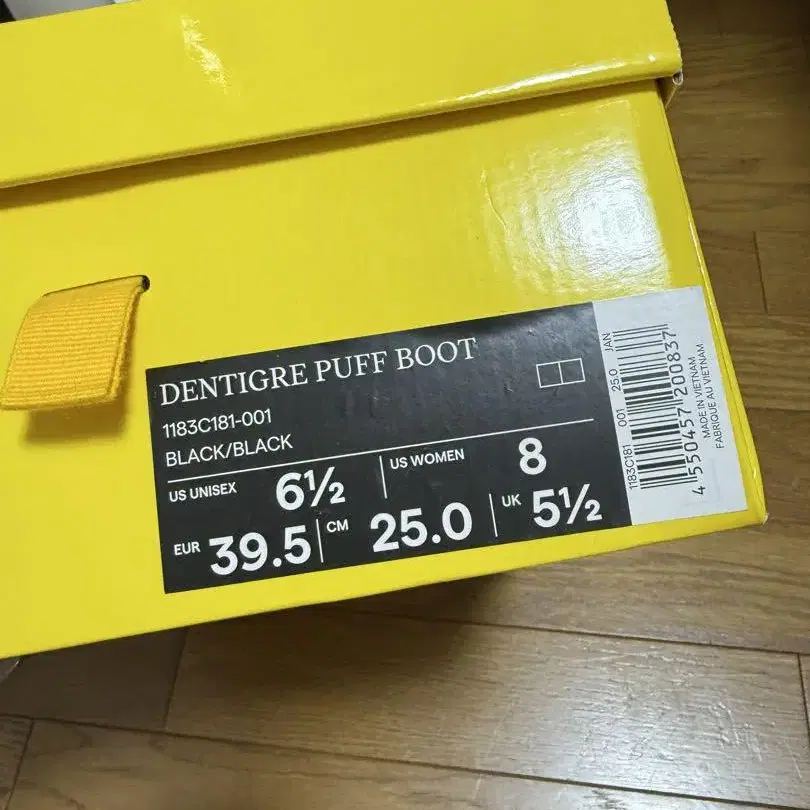 DENTIGRE PUFF BOOT
1183C181-001
BLACK/BLACK
US UNISEX 6½ US WOMEN 8
EUR 39.5 CM 25.0 UK 5½
1183C181 001 25.0 JAN
4 550457 200837
MADE IN VIETNAM
FABRIQUE AU VIETNAM